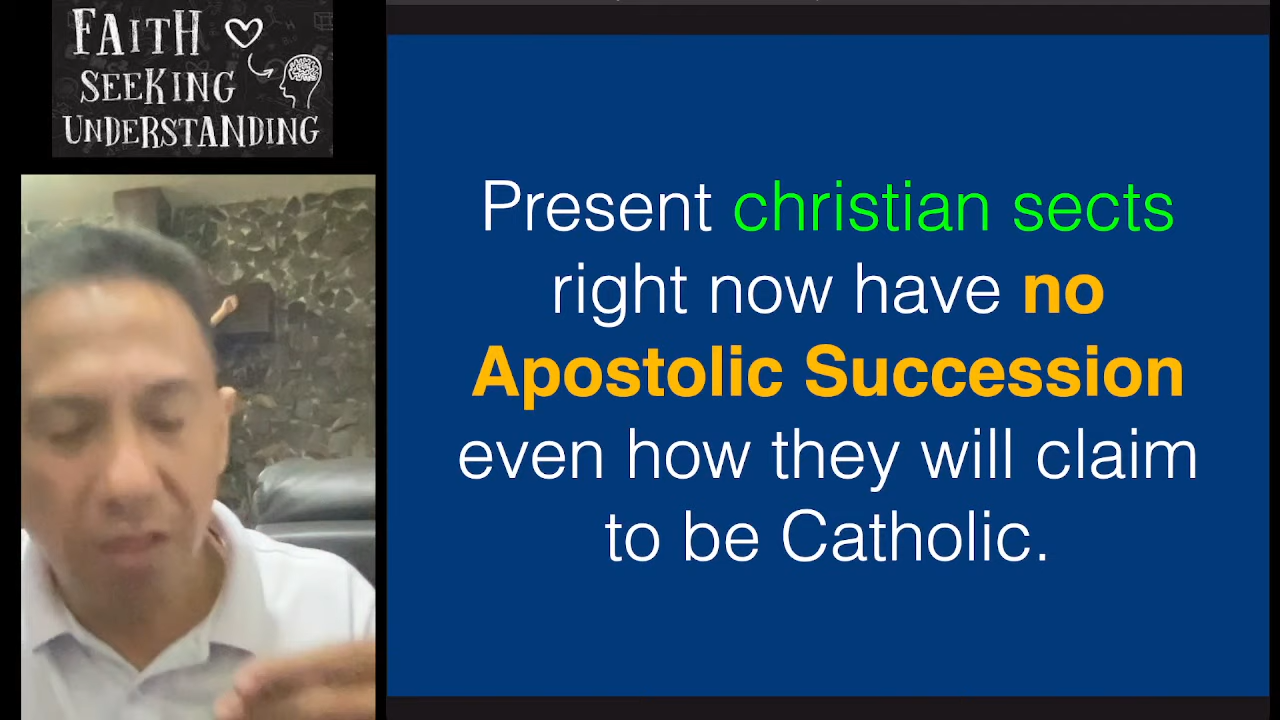 FAITH
SEEKING
UNDERSTANDING
Present christian sects
right now have no
Apostolic Succession
even how they will claim
to be Catholic.